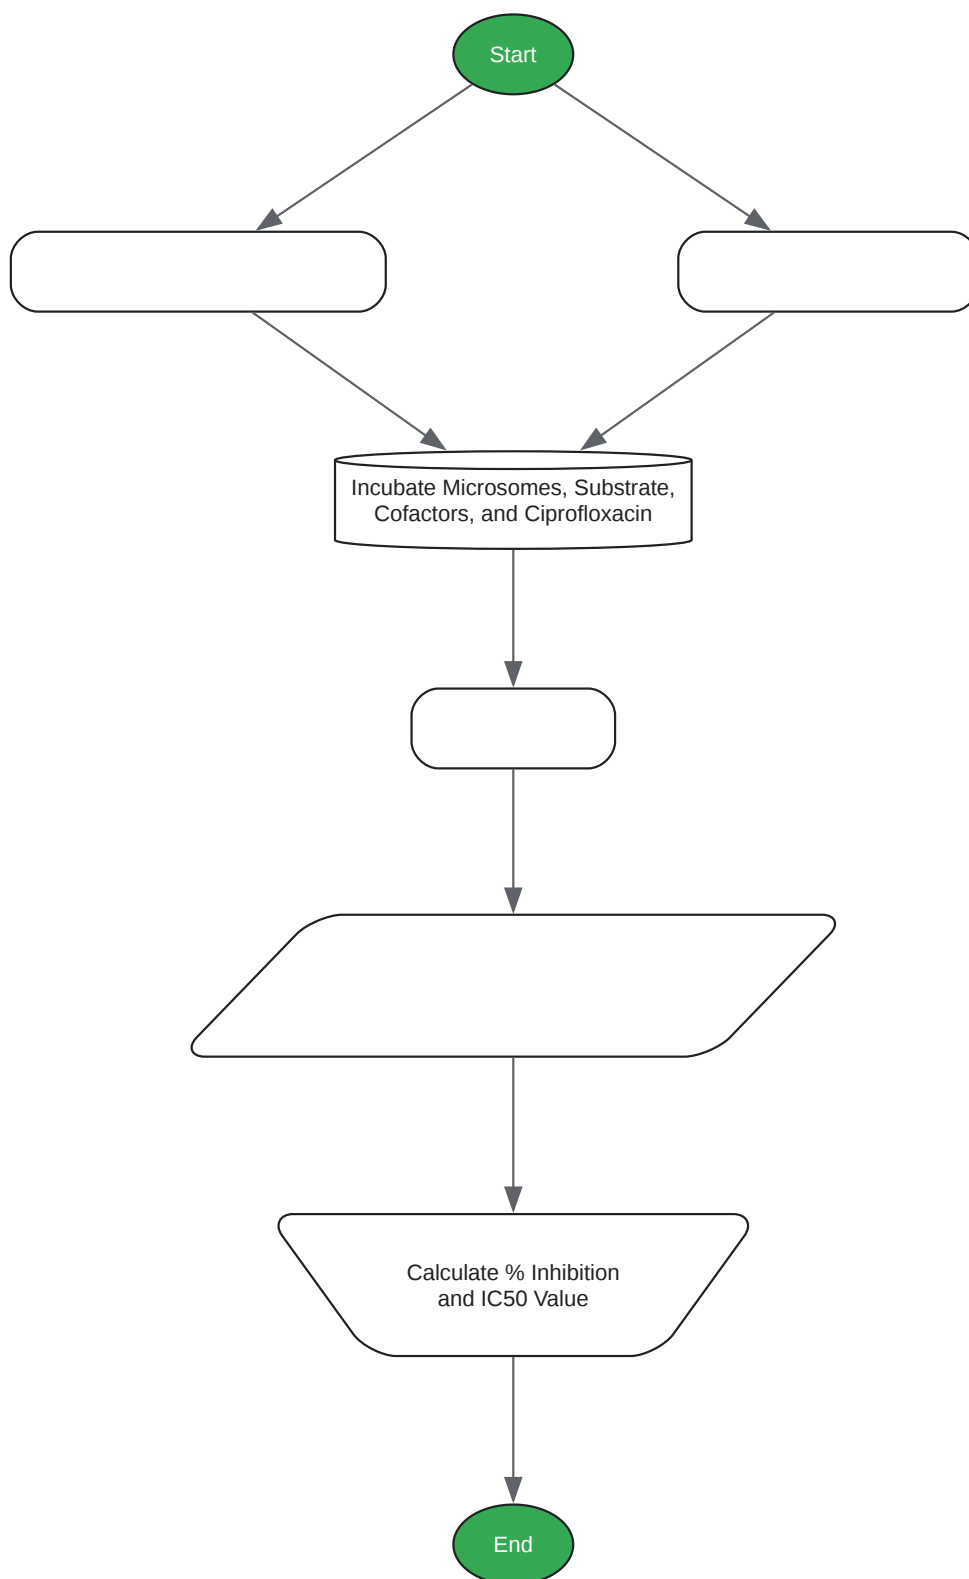 Start
Incubate Microsomes, Substrate,
Cofactors, and Ciprofloxacin
Calculate % Inhibition
and IC50 Value
End